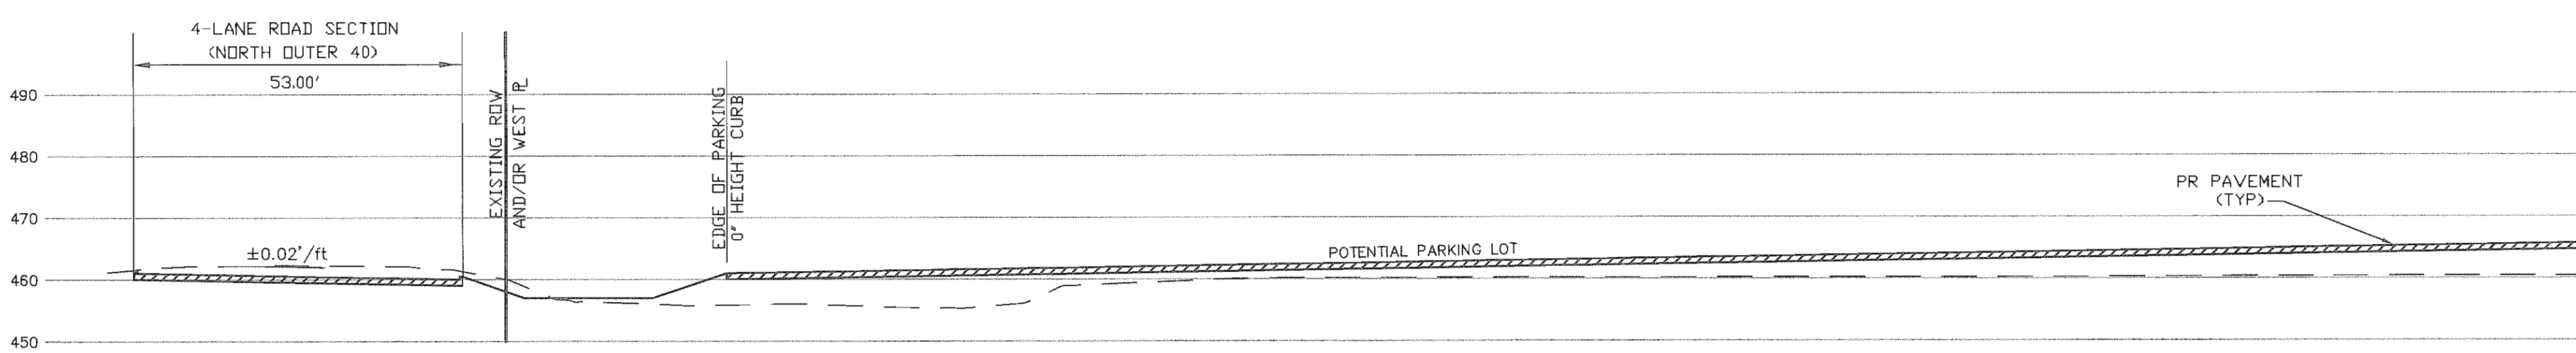 4-LANE ROAD SECTION
(NORTH OUTER 40)
53.00'
490
480
470
460
450
±0.02'/ft
EXISTING ROW
AND/OR WEST PL
EDGE OF PARKING
0" HEIGHT CURB
POTENTIAL PARKING LOT
PR PAVEMENT
(TYP)